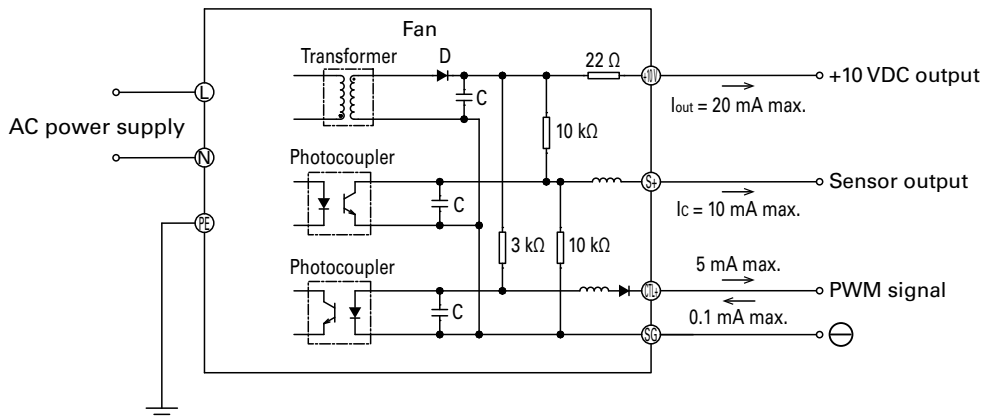 Fan
Transformer
D
22 Ω
+10V
+10 VDC output
C
Iout = 20 mA max.
L
AC power supply
10 kΩ
N
Photocoupler
S+
Sensor output
C
IC = 10 mA max.
PE
3 kΩ
10 kΩ
Photocoupler
5 mA max.
CTL+
PWM signal
C
0.1 mA max.
SG